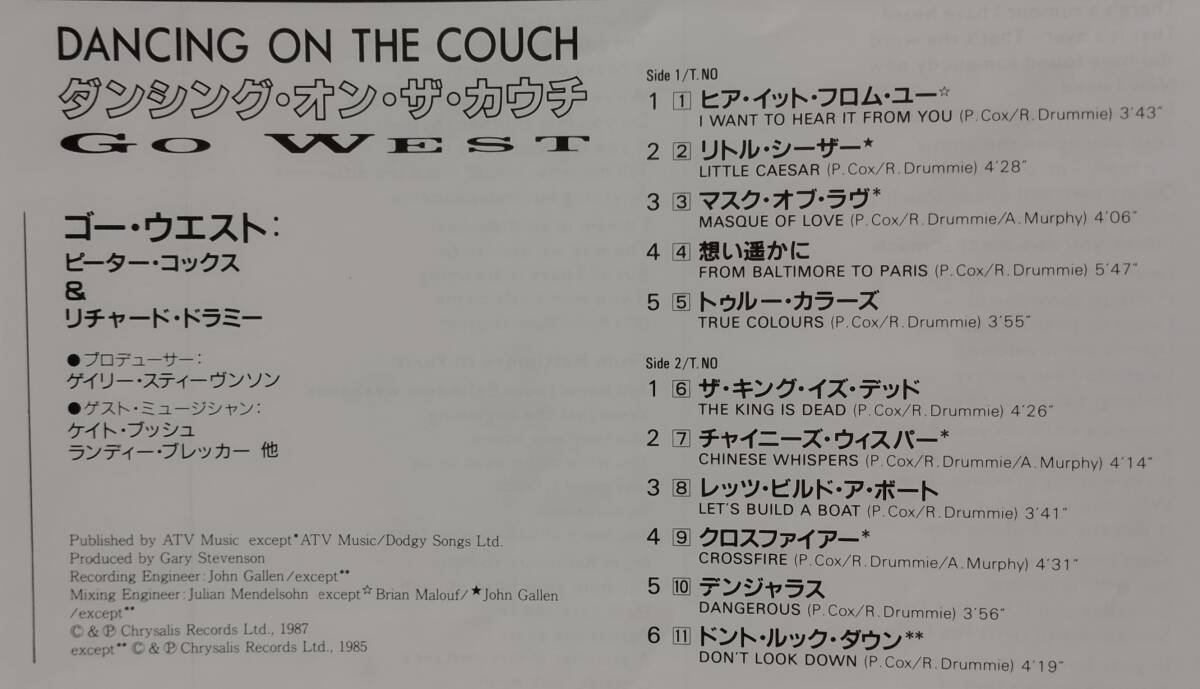 DANCING ON THE COUCH
ダンシング・オン・ザ・カウチ
GO WEST
ゴー・ウエスト:
ピーター・コックス
&
リチャード・ドラミー
●プロデューサー:
ゲイリー・スティーヴンソン
●ゲスト・ミュージシャン:
ケイト・ブッシュ
ランディー・ブレッカー 他
Published by ATV Music except*ATV Music/Dodgy Songs Ltd.
Produced by Gary Stevenson
Recording Engineer:John Gallen/except**
Mixing Engineer:Julian Mendelsohn except☆Brian Malouf/★John Gallen
/except**
©&℗ Chrysalis Records Ltd., 1987
except** ©&℗ Chrysalis Records Ltd., 1985
Side 1/T.NO
1 1 ヒア・イット・フロム・ユー☆
I WANT TO HEAR IT FROM YOU (P.Cox/R.Drummie) 3'43"
2 2 リトル・シーザー★
LITTLE CAESAR (P.Cox/R.Drummie) 4'28"
3 3 マスク・オブ・ラヴ*
MASQUE OF LOVE (P.Cox/R.Drummie/A.Murphy) 4'06"
4 4 想い遥かに
FROM BALTIMORE TO PARIS (P.Cox/R.Drummie) 5'47"
5 5 トゥルー・カラーズ
TRUE COLOURS (P.Cox/R.Drummie) 3'55"
Side 2/T.NO
1 6 ザ・キング・イズ・デッド
THE KING IS DEAD (P.Cox/R.Drummie) 4'26"
2 7 チャイニーズ・ウィスパー*
CHINESE WHISPERS (P.Cox/R.Drummie/A.Murphy) 4'14"
3 8 レッツ・ビルド・ア・ボート
LET'S BUILD A BOAT (P.Cox/R.Drummie) 3'41"
4 9 クロスファイアー*
CROSSFIRE (P.Cox/R.Drummie/A.Murphy) 4'31"
5 10 デンジャラス
DANGEROUS (P.Cox/R.Drummie) 3'56"
6 11 ドント・ルック・ダウン**
DON'T LOOK DOWN (P.Cox/R.Drummie) 4'19"